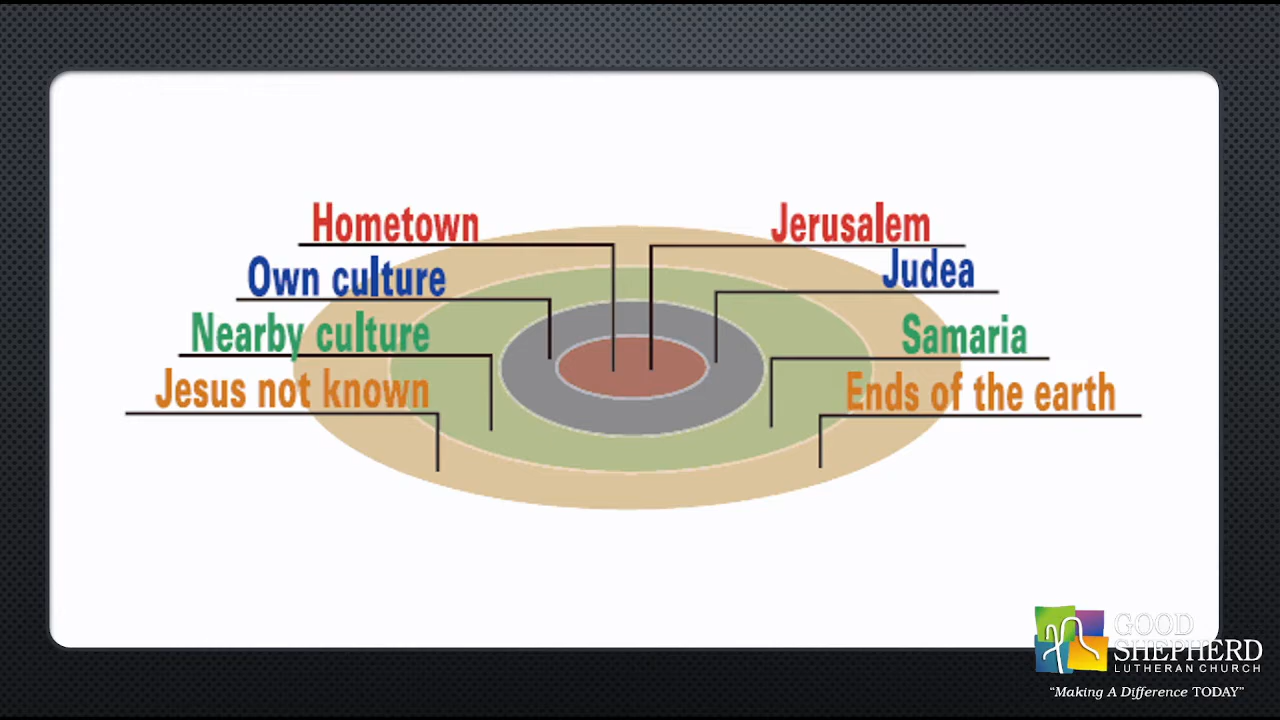 Hometown
Jerusalem
Own culture
Judea
Nearby culture
Samaria
Jesus not known
Ends of the earth
GOOD
SHEPHERD
LUTHERAN CHURCH
“Making A Difference TODAY”